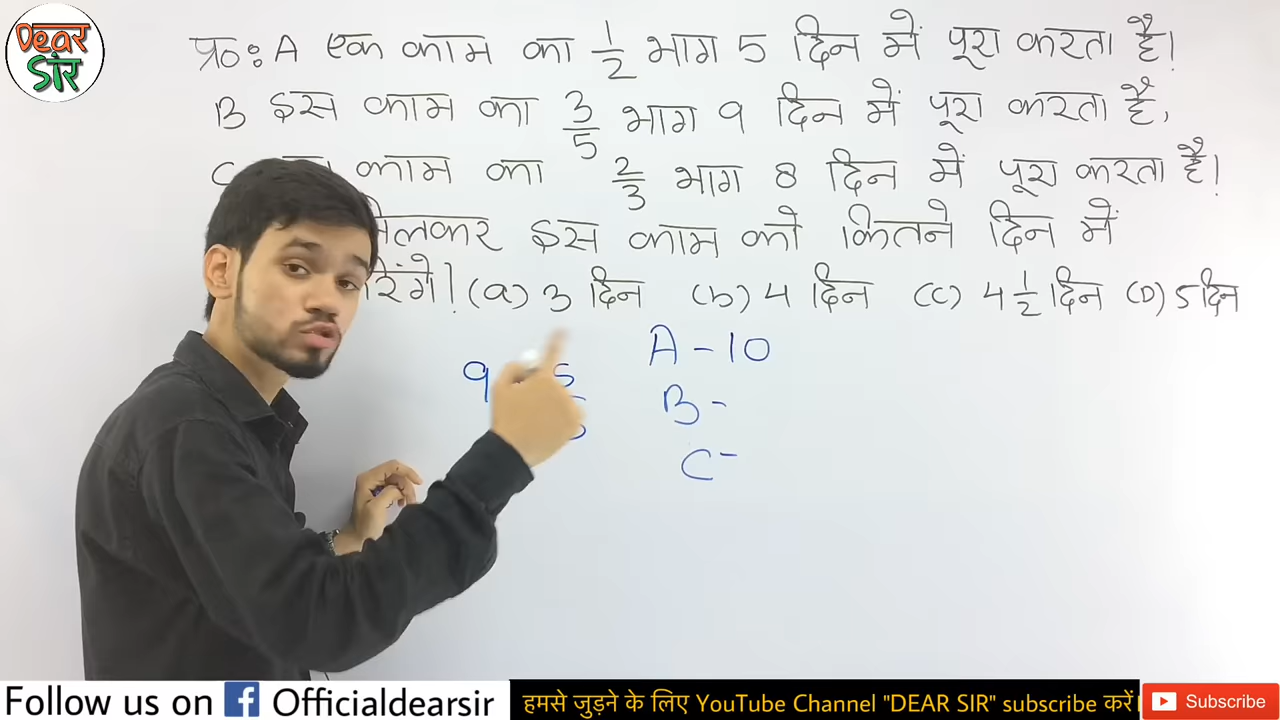 Dear
Sir
प्र०ः A एक काम का 1/2 भाग 5 दिन में पूरा करता है।
B इस काम का 3/5 भाग 9 दिन में पूरा करता है,
C काम का 2/3 भाग 8 दिन में पूरा करता है।
मिलकर इस काम को कितने दिन में
(a) 3 दिन (b) 4 दिन (c) 4 1/2 दिन (D) 5 दिन
A - 10
9
B -
C -
Follow us on Officialdearsir
हमसे जुड़ने के लिए YouTube Channel "DEAR SIR" subscribe करें।
Subscribe